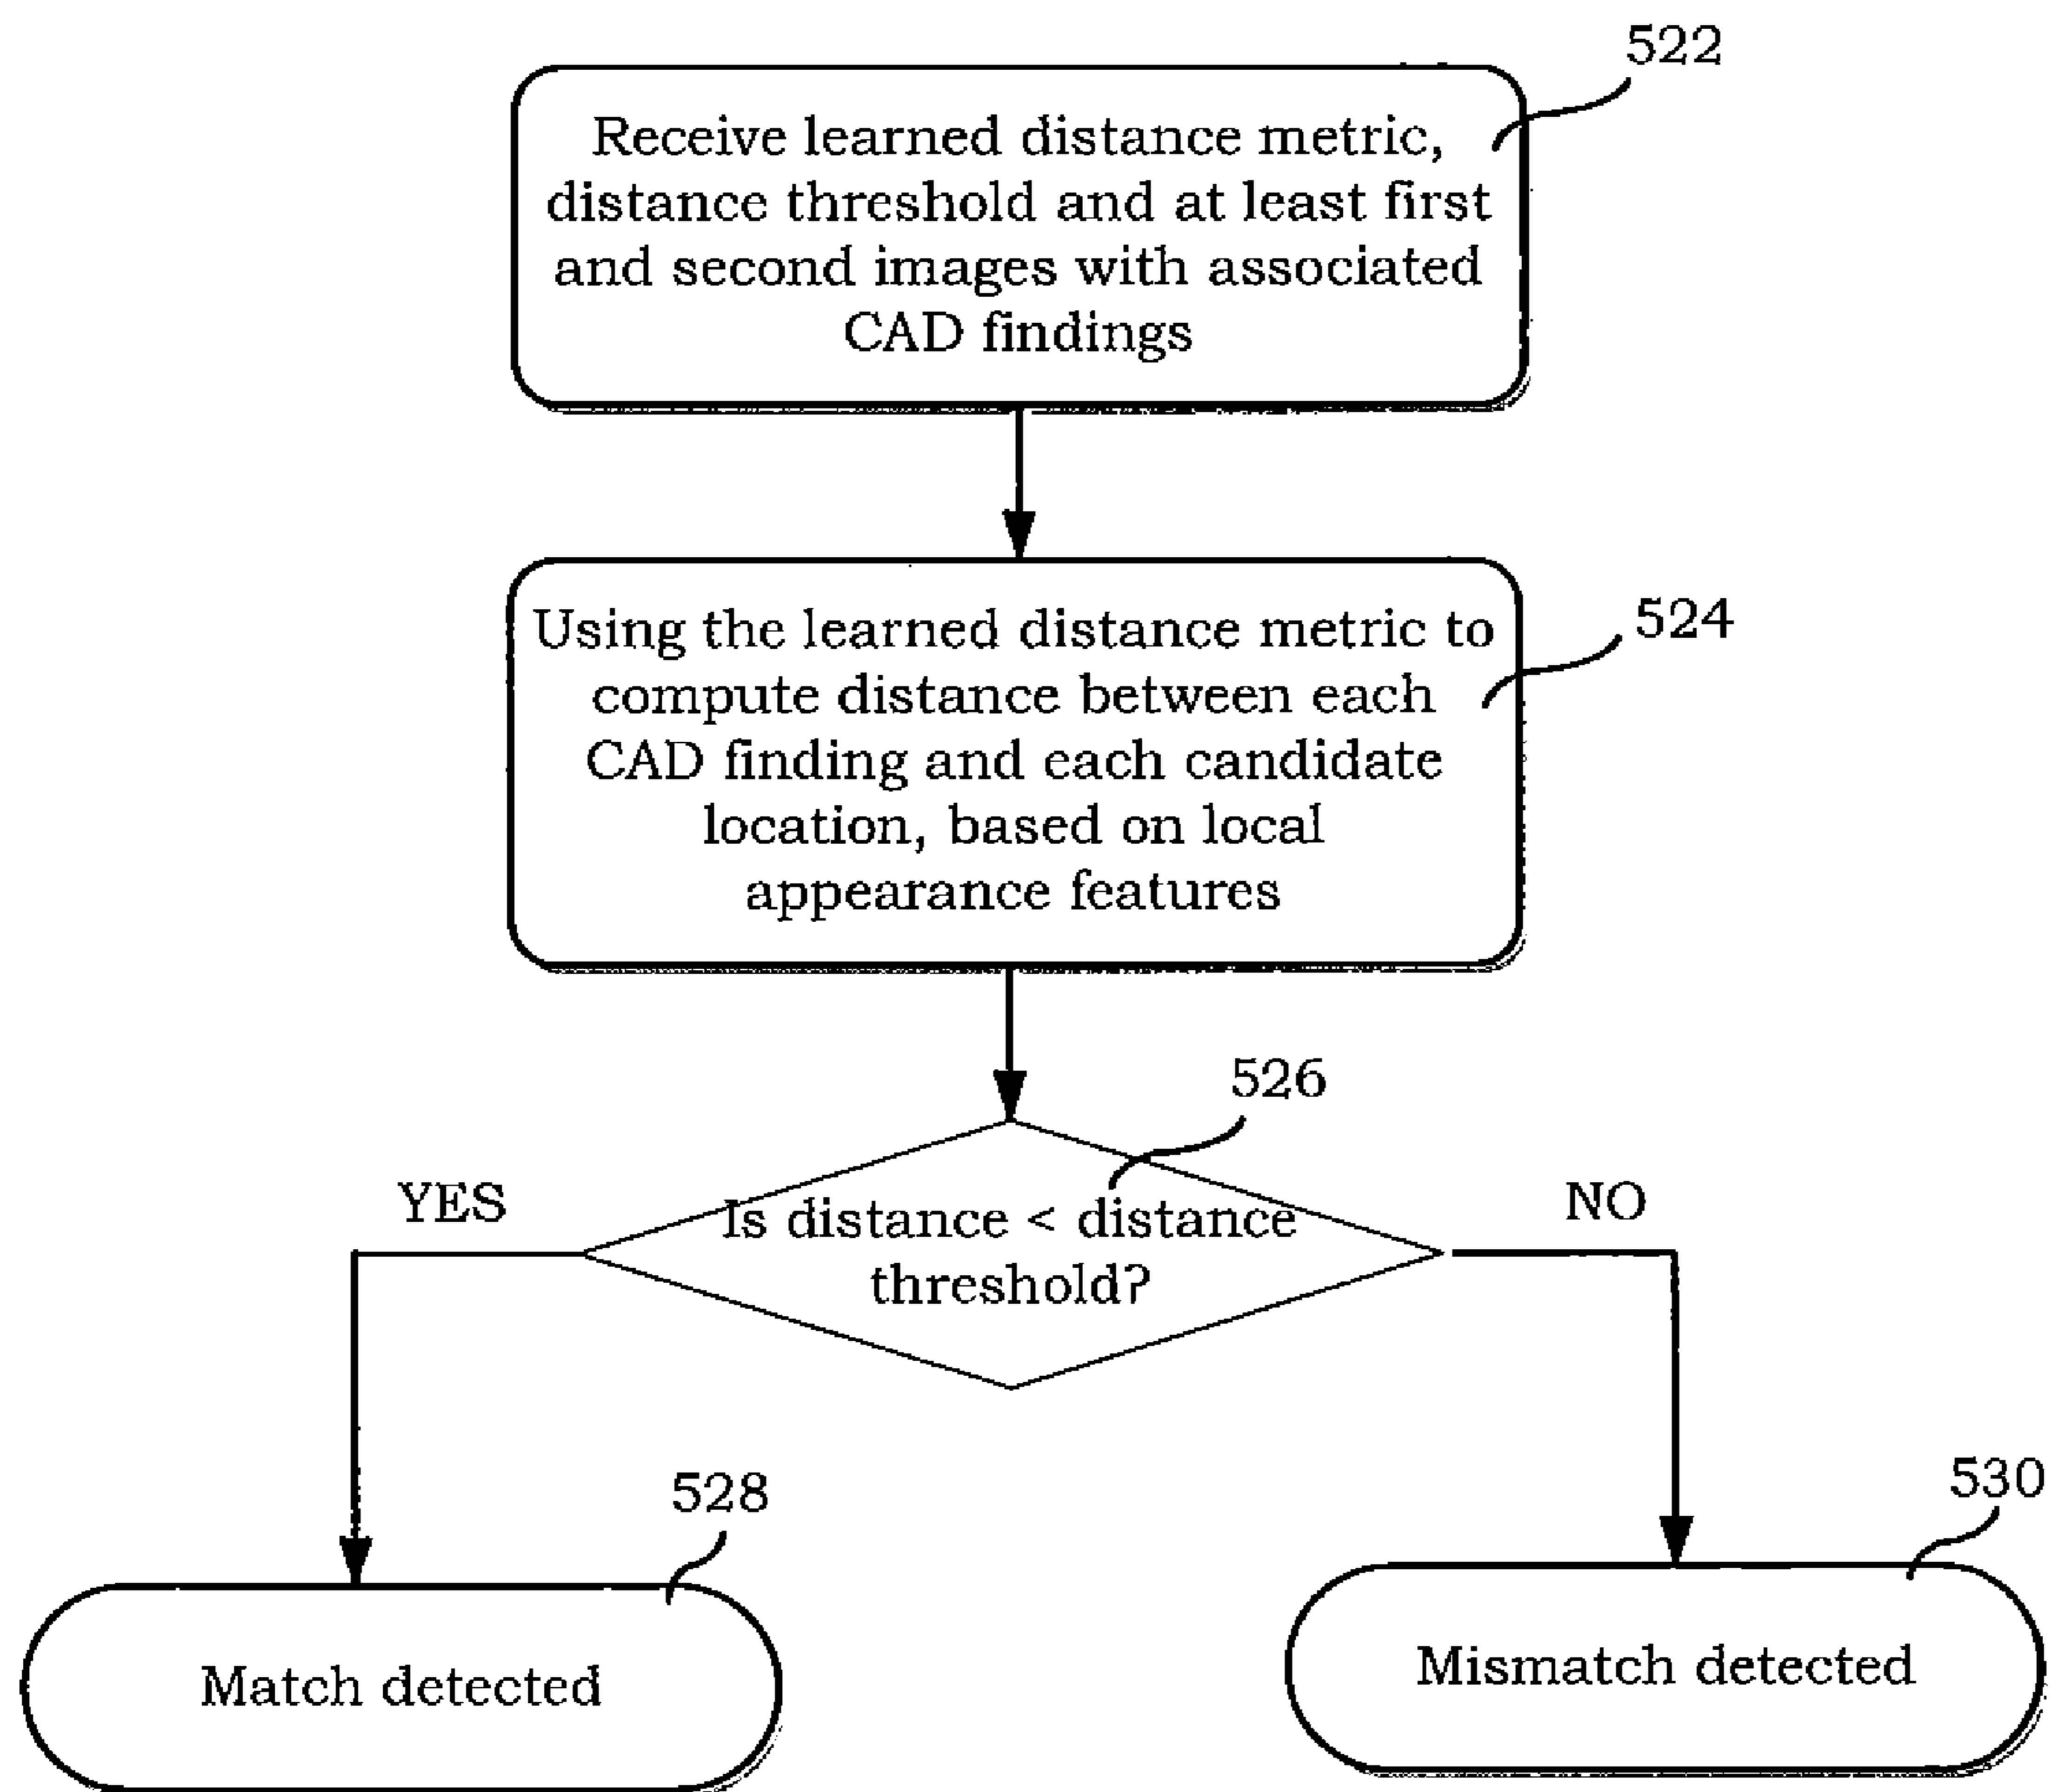 522
Receive learned distance metric,
distance threshold and at least first
and second images with associated
CAD findings
524
Using the learned distance metric to
compute distance between each
CAD finding and each candidate
location, based on local
appearance features
526
YES
Is distance < distance
threshold?
NO
528
Match detected
530
Mismatch detected